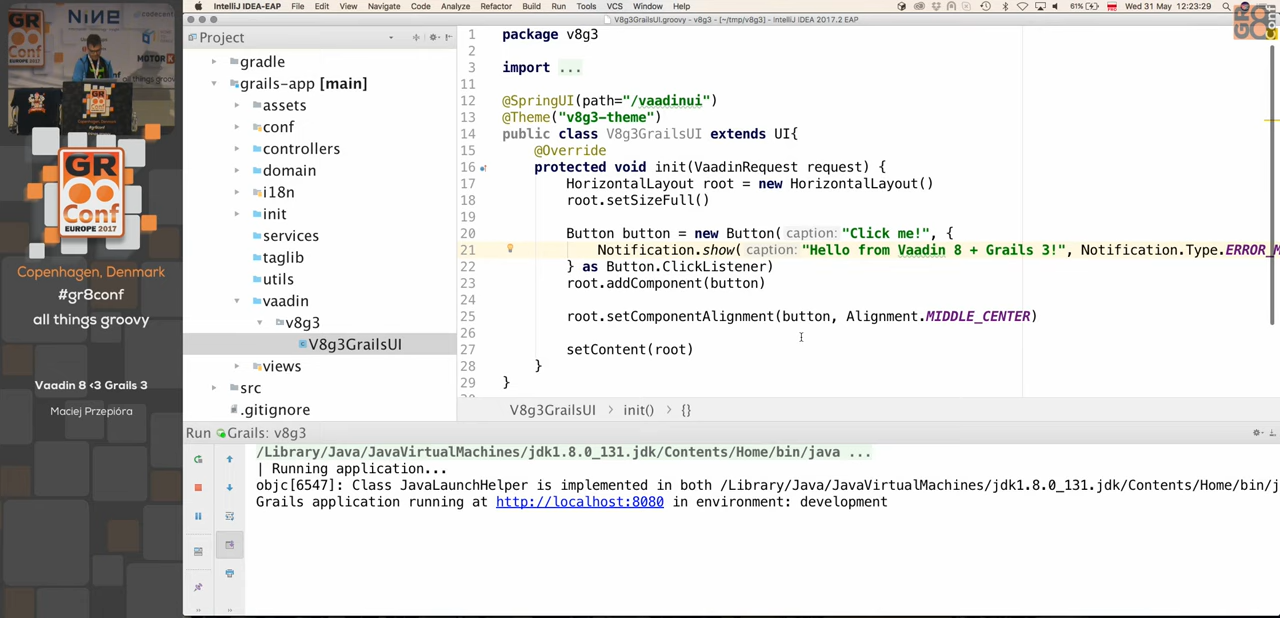 IntelliJ IDEA-EAP File Edit View Navigate Code Analyze Refactor Build Run Tools VCS Window Help
61% Wed 31 May 12:23:29
V8g3GrailsUI.groovy - v8g3 - [~/tmp/v8g3] - IntelliJ IDEA 2017.2 EAP
Project
gradle
grails-app [main]
assets
conf
controllers
domain
i18n
init
services
taglib
utils
vaadin
v8g3
V8g3GrailsUI
views
src
.gitignore
1 package v8g3
2
3 import ...
11
12 @SpringUI(path="/vaadinui")
13 @Theme("v8g3-theme")
14 public class V8g3GrailsUI extends UI{
15 @Override
16 protected void init(VaadinRequest request) {
17 HorizontalLayout root = new HorizontalLayout()
18 root.setSizeFull()
19
20 Button button = new Button( caption: "Click me!", {
21 Notification.show( caption: "Hello from Vaadin 8 + Grails 3!", Notification.Type.ERROR_M
22 } as Button.ClickListener)
23 root.addComponent(button)
24
25 root.setComponentAlignment(button, Alignment.MIDDLE_CENTER)
26
27 setContent(root)
28 }
29 }
V8g3GrailsUI > init() > {}
Run Grails: v8g3
/Library/Java/JavaVirtualMachines/jdk1.8.0_131.jdk/Contents/Home/bin/java ...
| Running application...
objc[6547]: Class JavaLaunchHelper is implemented in both /Library/Java/JavaVirtualMachines/jdk1.8.0_131.jdk/Contents/Home/bin/j
Grails application running at http://localhost:8080 in environment: development
GR
Conf
EUROPE 2017
Copenhagen, Denmark
#gr8conf
all things groovy
Vaadin 8 <3 Grails 3
Maciej Przepióra